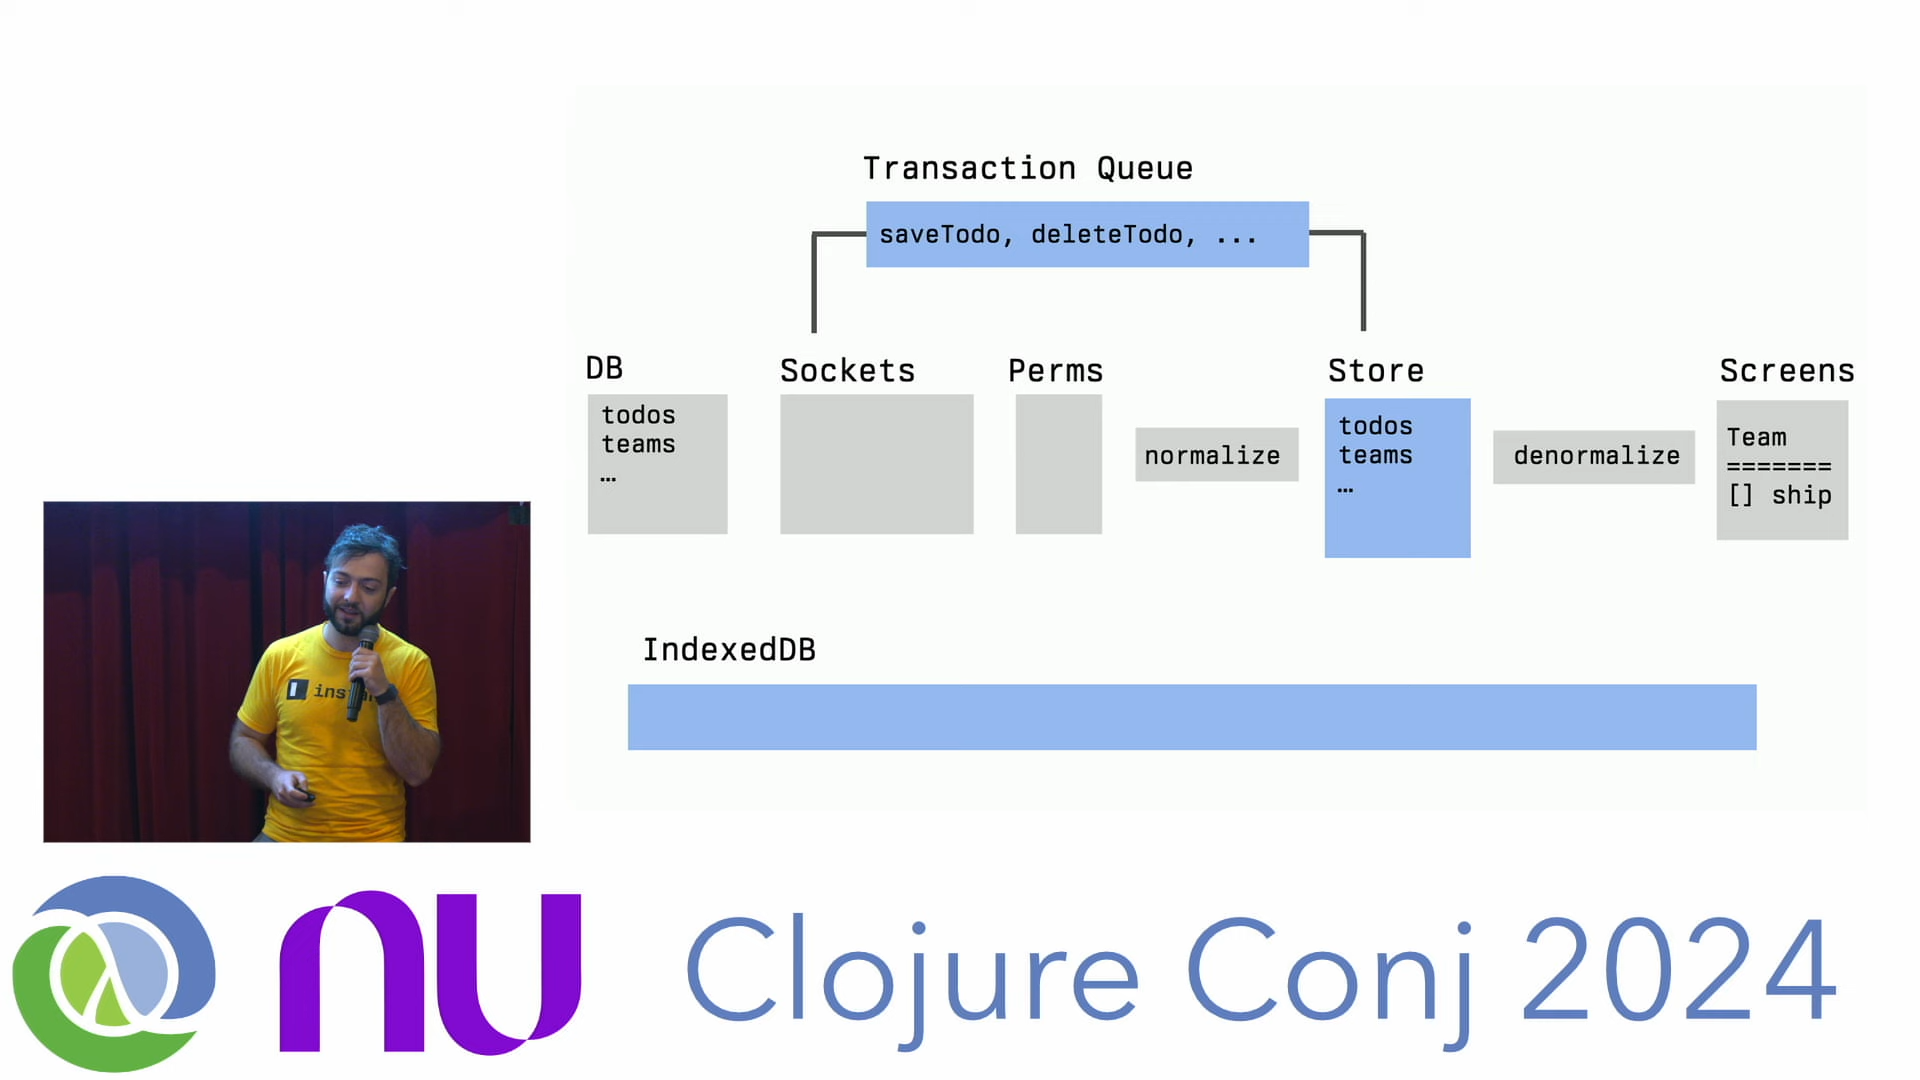 Transaction Queue
saveTodo, deleteTodo, ...
DB
todos
teams
…
Sockets
Perms
normalize
Store
todos
teams
…
denormalize
Screens
Team
=======
[] ship
IndexedDB
nu
Clojure Conj 2024